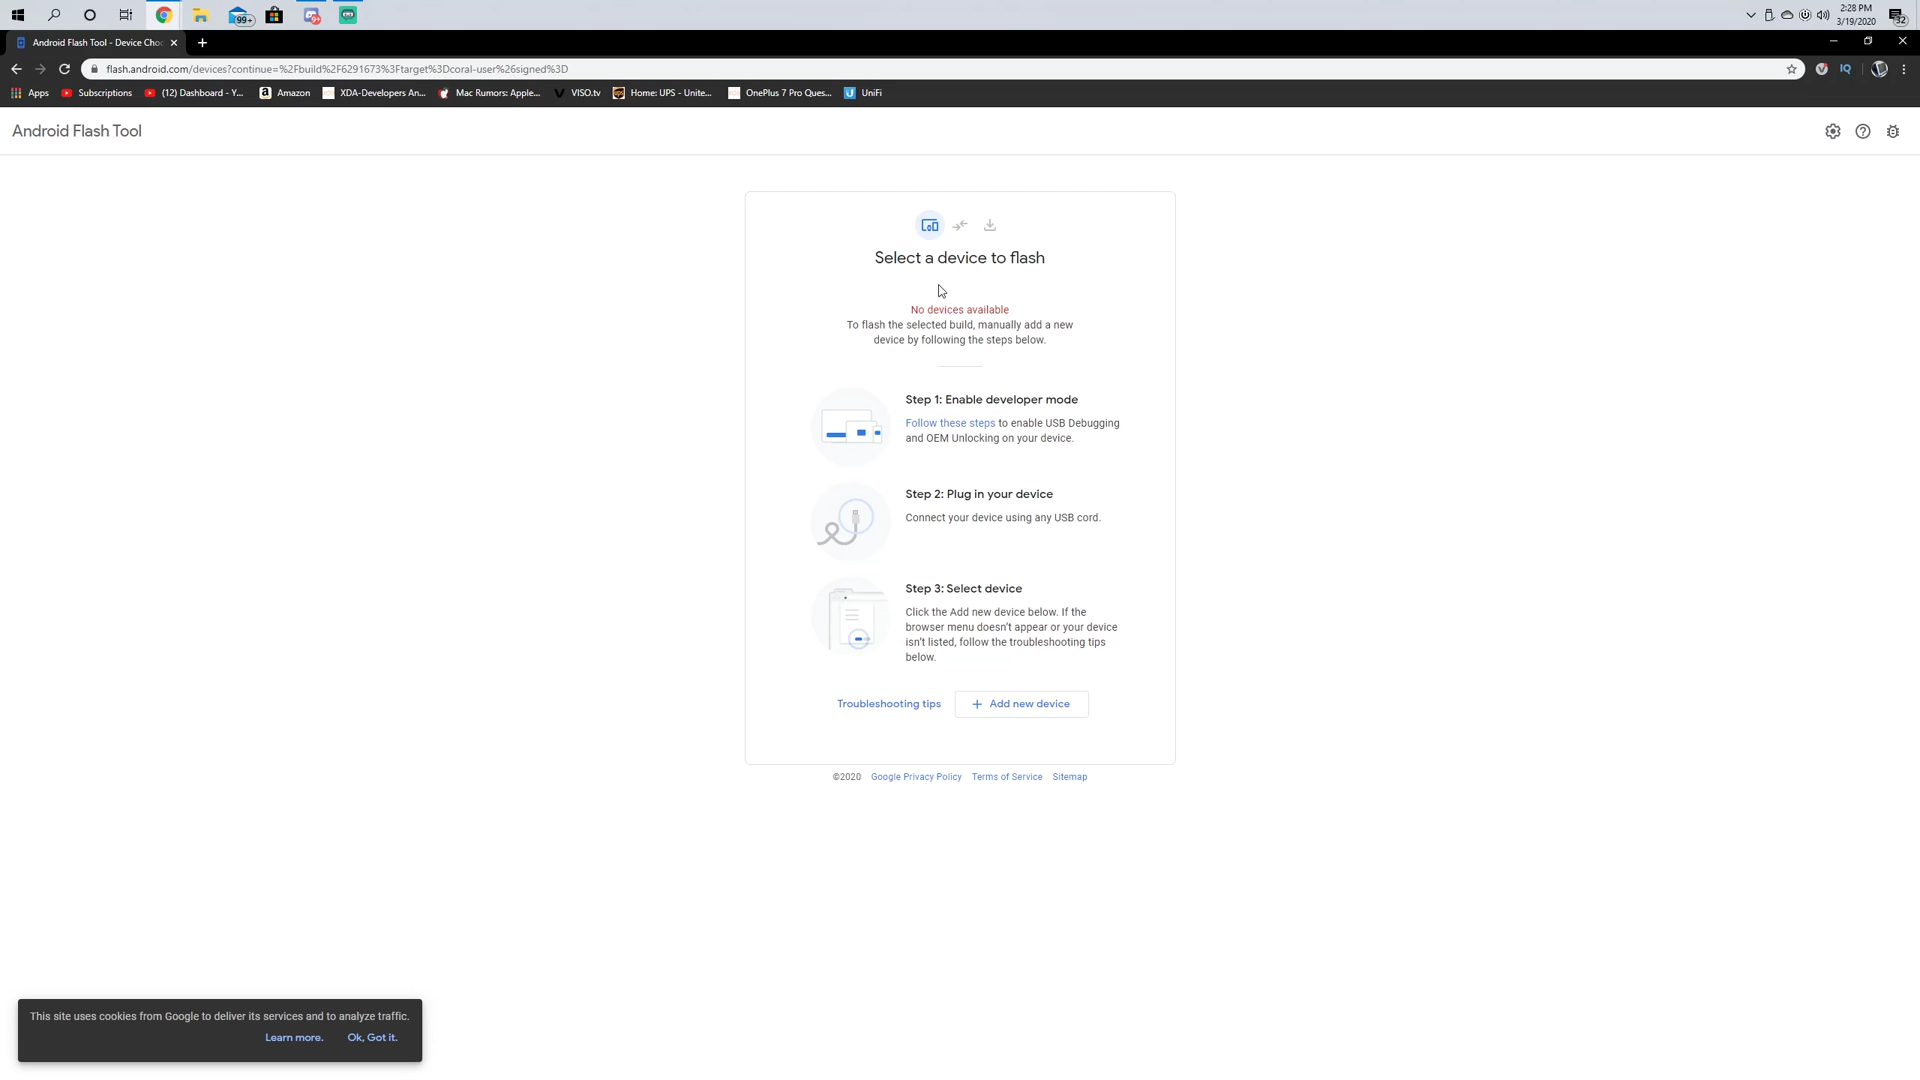 99+
9+
2:28 PM
3/19/2020
32
Android Flash Tool - Device Choo
flash.android.com/devices?continue=%2Fbuild%2F6291673%3Ftarget%3Dcoral-user%26signed%3D
IQ
Apps
Subscriptions
(12) Dashboard - Y...
Amazon
XDA-Developers An...
Mac Rumors: Apple...
VISO.tv
Home: UPS - Unite...
OnePlus 7 Pro Ques...
UniFi
Android Flash Tool
Select a device to flash
No devices available
To flash the selected build, manually add a new
device by following the steps below.
Step 1: Enable developer mode
Follow these steps to enable USB Debugging
and OEM Unlocking on your device.
Step 2: Plug in your device
Connect your device using any USB cord.
Step 3: Select device
Click the Add new device below. If the
browser menu doesn't appear or your device
isn't listed, follow the troubleshooting tips
below.
Troubleshooting tips
+ Add new device
©2020 Google Privacy Policy Terms of Service Sitemap
This site uses cookies from Google to deliver its services and to analyze traffic.
Learn more. Ok, Got it.